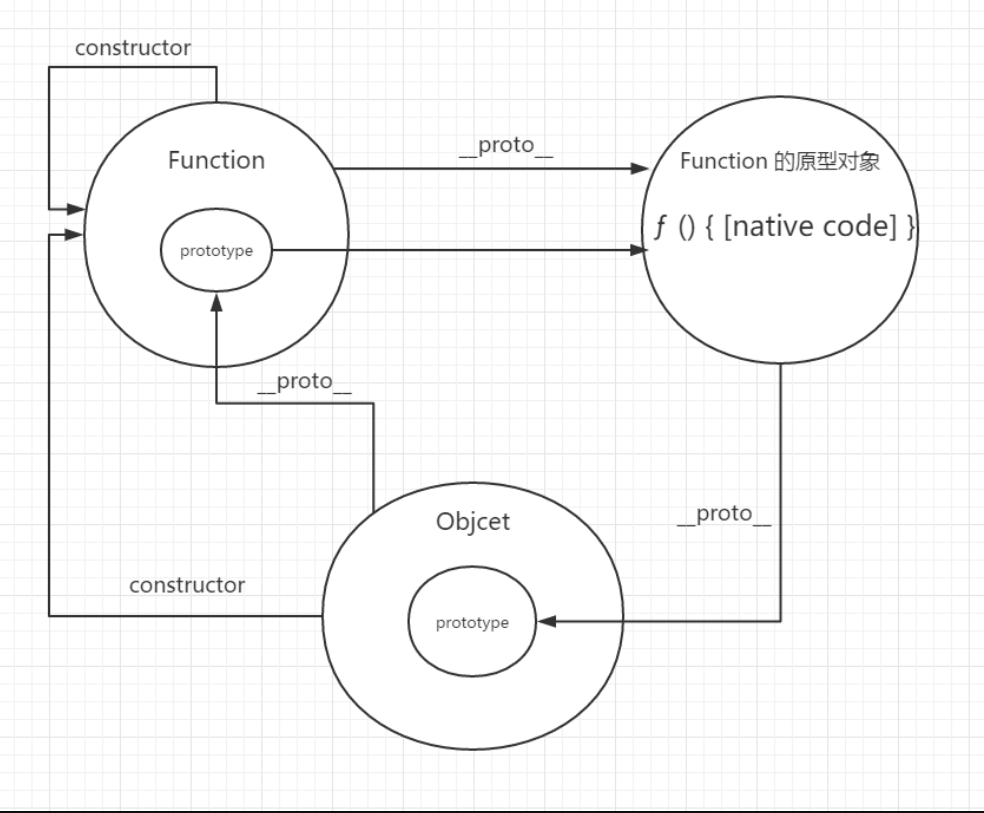 constructor
Function
__proto__
Function 的原型对象
ƒ () { [native code] }
prototype
__proto__
Objcet
__proto__
constructor
prototype